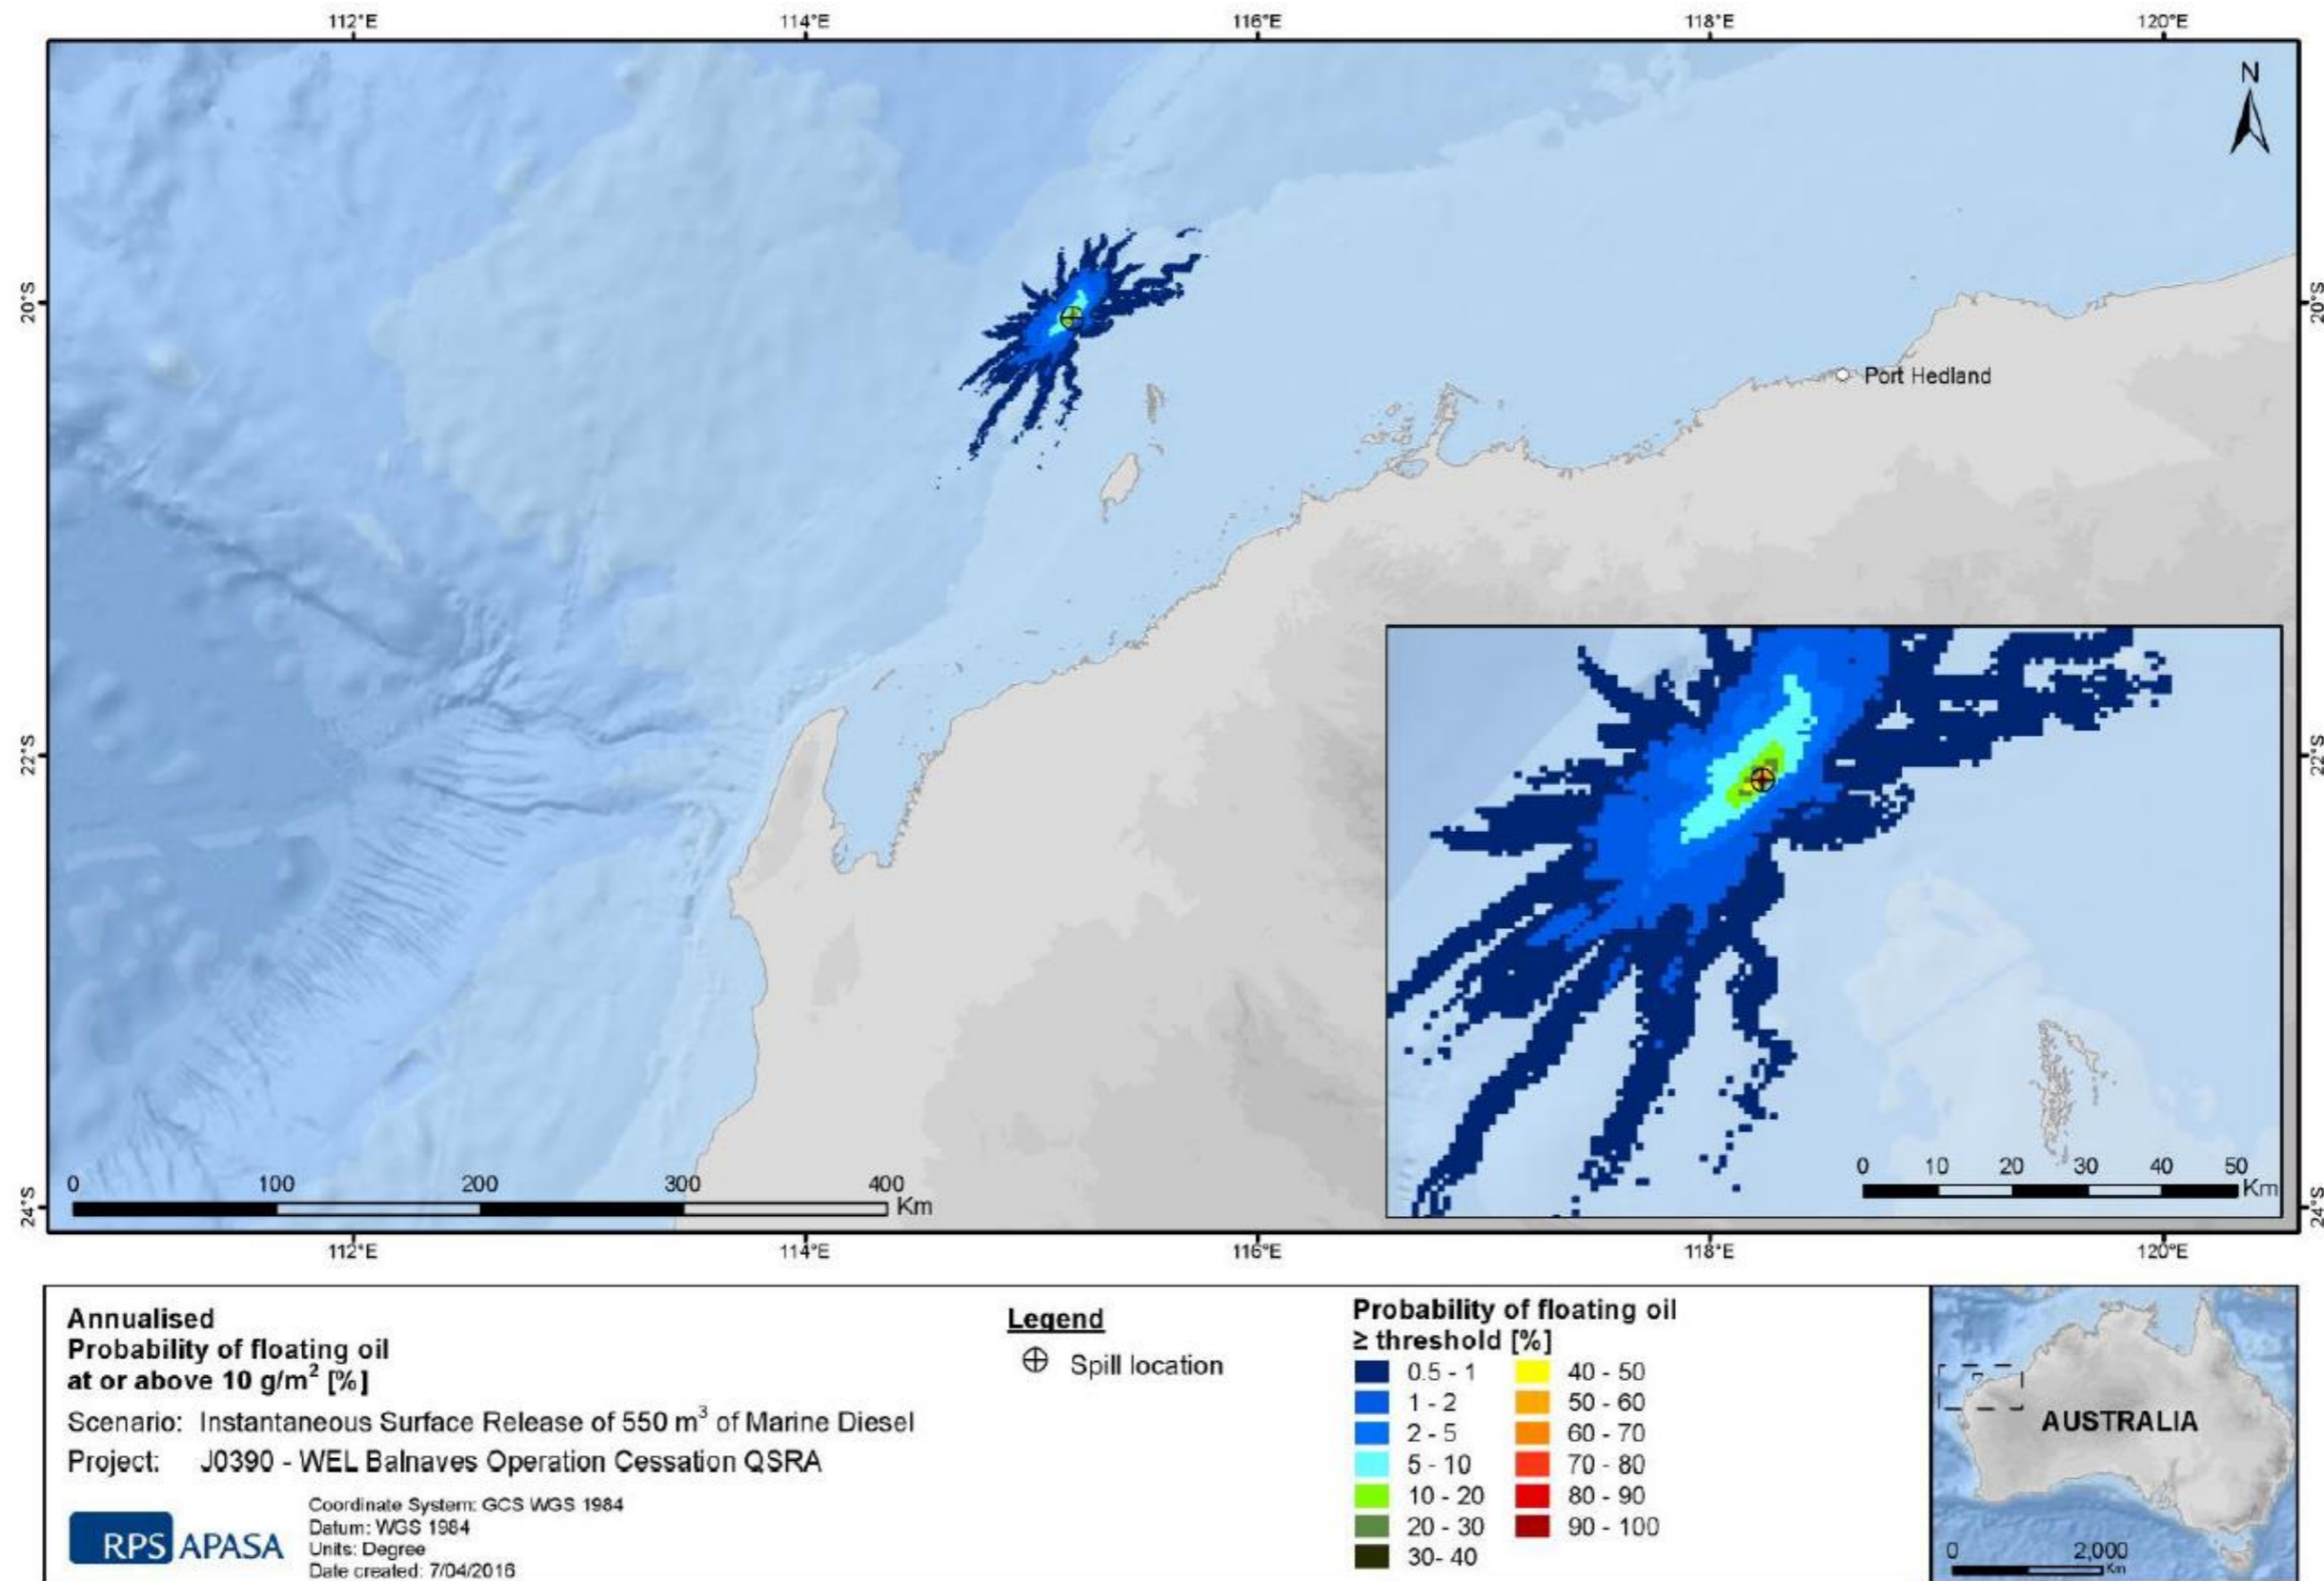 112°E 114°E 116°E 118°E 120°E
N
20°S 20°S
Port Hedland
22°S 22°S
0 10 20 30 40 50
Km
0 100 200 300 400
Km
24°S 24°S
112°E 114°E 116°E 118°E 120°E
Annualised
Probability of floating oil
at or above 10 g/m² [%]
Scenario: Instantaneous Surface Release of 550 m³ of Marine Diesel
Project: J0390 - WEL Balnaves Operation Cessation QSRA
RPS APASA
Coordinate System: GCS WGS 1984
Datum: WGS 1984
Units: Degree
Date created: 7/04/2016
Legend
Spill location
Probability of floating oil
≥ threshold [%]
0.5 - 1
1 - 2
2 - 5
5 - 10
10 - 20
20 - 30
30- 40
40 - 50
50 - 60
60 - 70
70 - 80
80 - 90
90 - 100
AUSTRALIA
0 2,000
Km